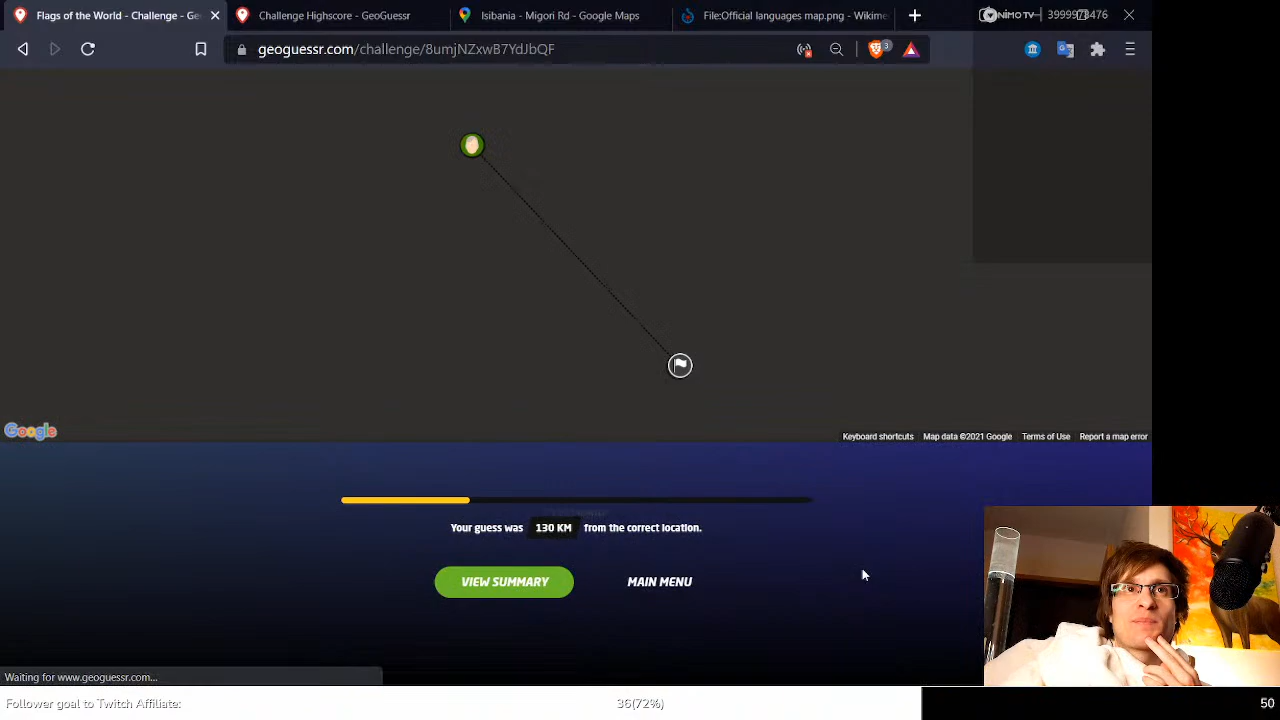 Flags of the World - Challenge - Ge
Challenge Highscore - GeoGuessr
Isibania - Migori Rd - Google Maps
File:Official languages map.png - Wikime
NIMO TV
geoguessr.com/challenge/8umjNZxwB7YdJbQF
3
Google
Keyboard shortcuts
Map data ©2021 Google
Terms of Use
Report a map error
Your guess was 130 KM from the correct location.
VIEW SUMMARY
MAIN MENU
Waiting for www.geoguessr.com...
Follower goal to Twitch Affiliate:
36(72%)
50